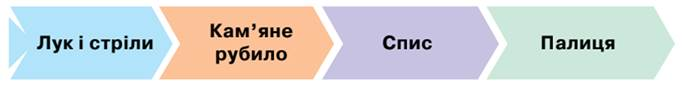 Лук і стріли
Кам’яне
рубило
Спис
Палиця